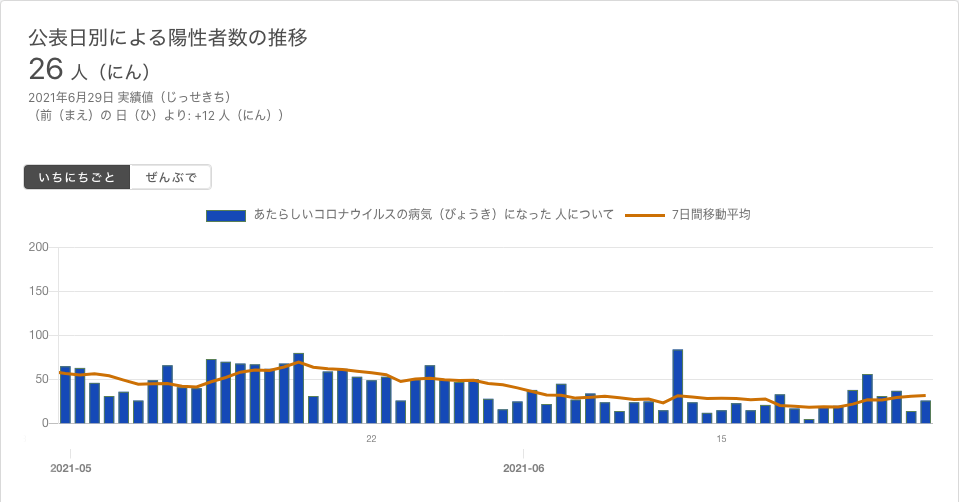 公表日別による陽性者数の推移
26 人（にん）
2021年6月29日 実績値（じっせきち）
（前（まえ）の 日（ひ）より: +12 人（にん））
いちにちごと ぜんぶで
あたらしいコロナウイルスの病気（びょうき）になった 人について 7日間移動平均
200
150
100
50
0
22 15
2021-05 2021-06